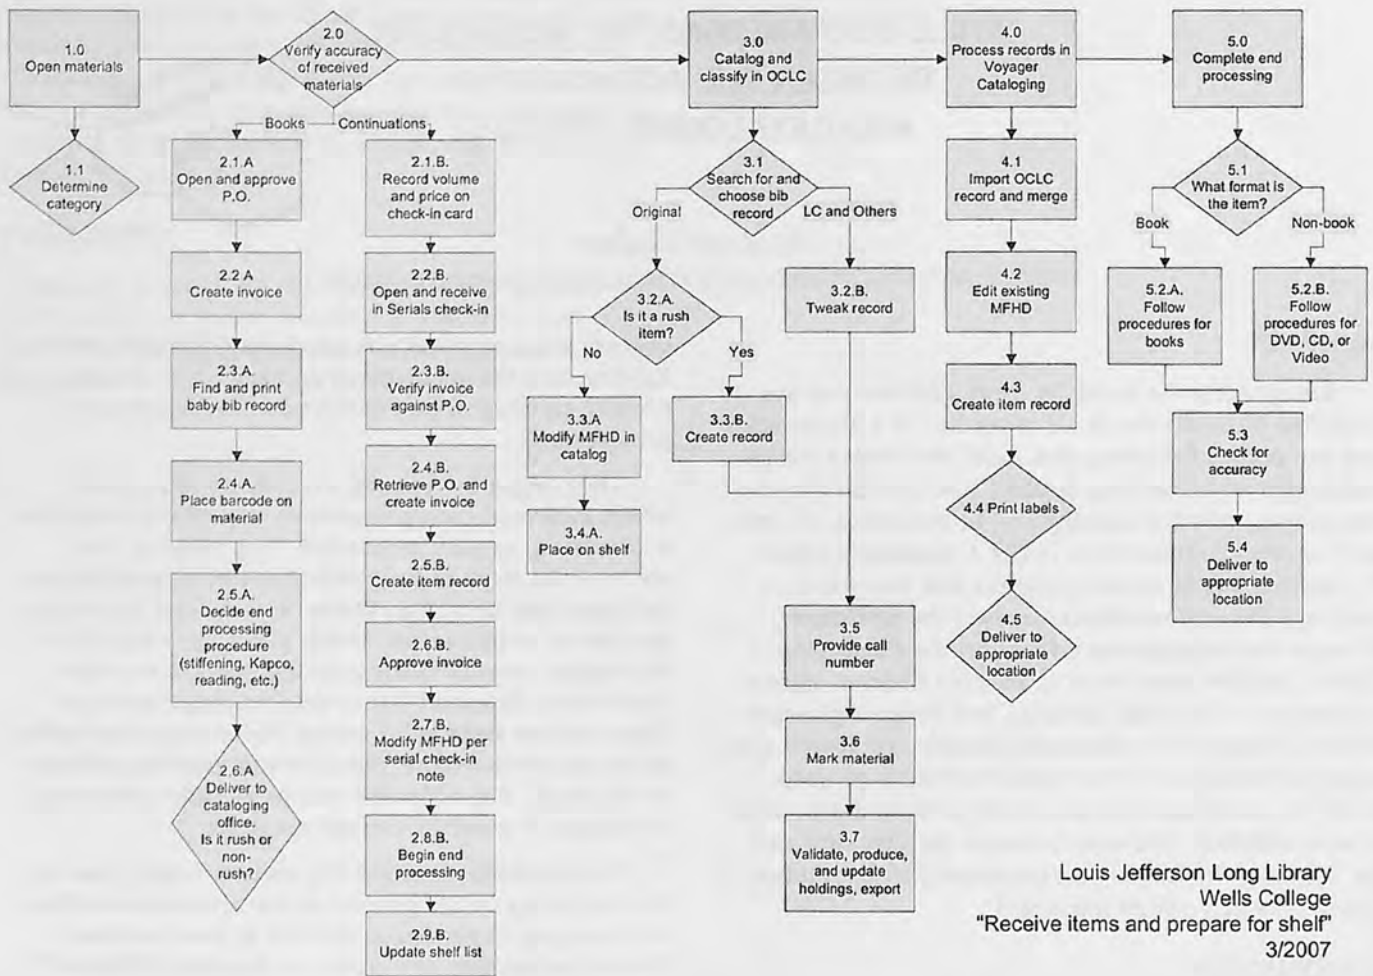 1.0
Open materials
2.0
Verify accuracy
of received
materials
3.0
Catalog and
classify in OCLC
4.0
Process records in
Voyager
Cataloging
5.0
Complete end
processing
1.1
Determine
category
Books
Continuations
2.1.A
Open and approve
P.O.
2.2.A
Create invoice
2.3.A.
Find and print
baby bib record
2.4.A.
Place barcode on
material
2.5.A.
Decide end
processing
procedure
(stiffening, Kapco,
reading, etc.)
2.6.A
Deliver to
cataloging
office.
Is it rush or
non-
rush?
2.1.B.
Record volume
and price on
check-in card
2.2.B.
Open and receive
in Serials check-in
2.3.B.
Verify invoice
against P.O.
2.4.B.
Retrieve P.O. and
create invoice
2.5.B.
Create item record
2.6.B.
Approve invoice
2.7.B.
Modify MFHD per
serial check-in
note
2.8.B.
Begin end
processing
2.9.B.
Update shelf list
3.1
Search for and
choose bib
record
Original
LC and Others
3.2.A.
Is it a rush
item?
No
Yes
3.2.B.
Tweak record
3.3.A
Modify MFHD in
catalog
3.4.A.
Place on shelf
3.3.B.
Create record
3.5
Provide call
number
3.6
Mark material
3.7
Validate, produce,
and update
holdings, export
4.1
Import OCLC
record and merge
4.2
Edit existing
MFHD
4.3
Create item record
4.4 Print labels
4.5
Deliver to
appropriate
location
5.1
What format is
the item?
Book
Non-book
5.2.A.
Follow
procedures for
books
5.2.B.
Follow
procedures for
DVD, CD, or
Video
5.3
Check for
accuracy
5.4
Deliver to
appropriate
location
Louis Jefferson Long Library
Wells College
"Receive items and prepare for shelf"
3/2007